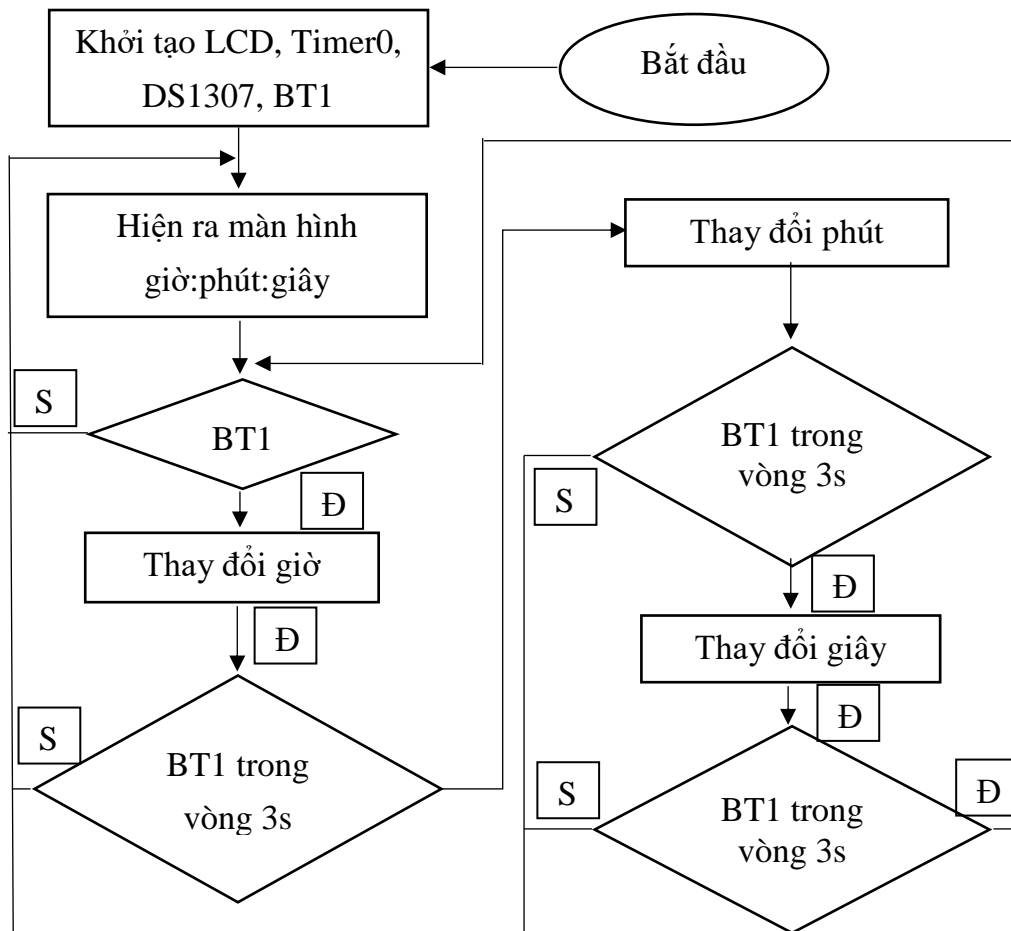 Khởi tạo LCD, Timer0,
DS1307, BT1
Bắt đầu
Hiện ra màn hình
giờ:phút:giây
S
BT1
Đ
Thay đổi giờ
Đ
S
BT1 trong
vòng 3s
Thay đổi phút
BT1 trong
vòng 3s
S
Đ
Thay đổi giây
Đ
S
BT1 trong
vòng 3s
Đ